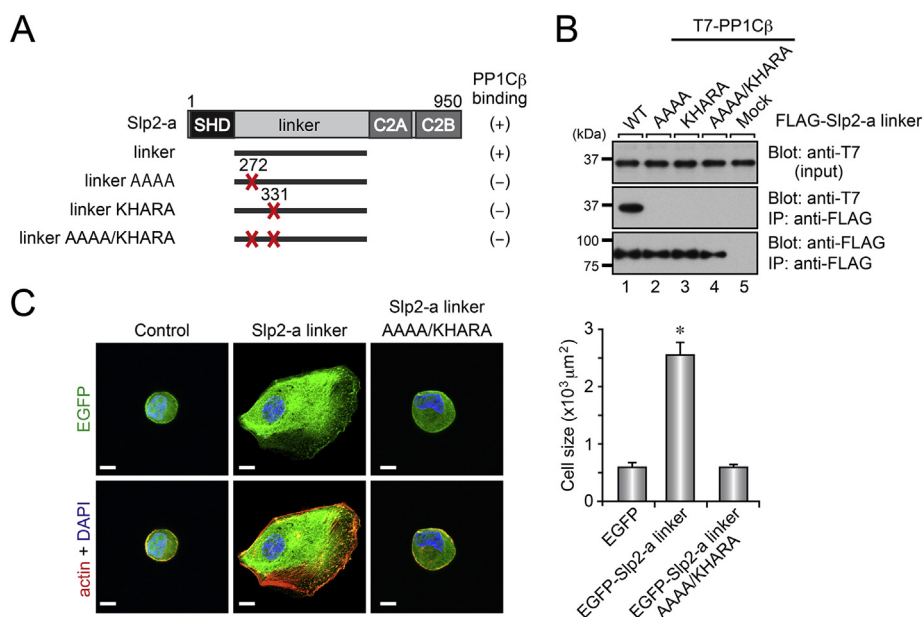 A
PP1Cβ
binding
1
950
Slp2-a
SHD
linker
C2A
C2B
(+)
linker
(+)
272
linker AAAA
(–)
331
linker KHARA
(–)
linker AAAA/KHARA
(–)
B
T7-PP1Cβ
WT
AAAA
KHARA
AAAA/KHARA
Mock
(kDa)
FLAG-Slp2-a linker
37
Blot: anti-T7
(input)
37
Blot: anti-T7
IP: anti-FLAG
100
75
Blot: anti-FLAG
IP: anti-FLAG
1 2 3 4 5
C
Control
Slp2-a linker
Slp2-a linker
AAAA/KHARA
EGFP
actin + DAPI
Cell size (x10³μm²)
3
2
1
0
*
EGFP
EGFP-Slp2-a linker
EGFP-Slp2-a linker
AAAA/KHARA